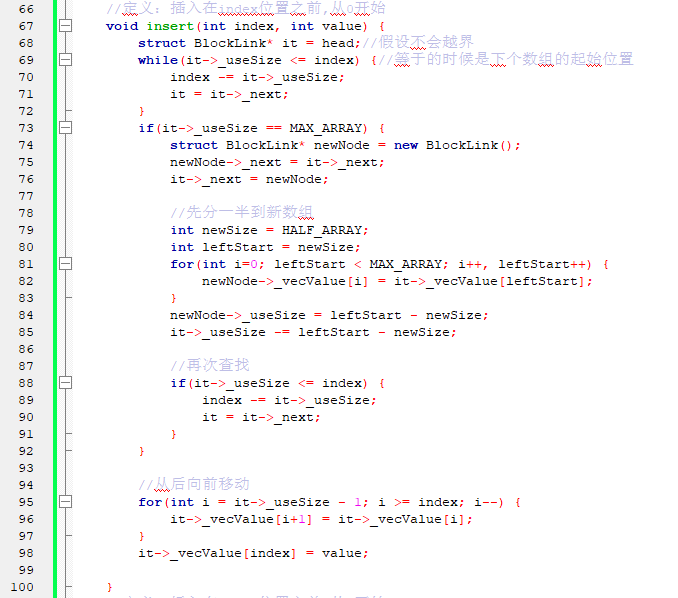 66 //定义：插入在index位置之前,从0开始
67 void insert(int index, int value) {
68 struct BlockLink* it = head;//假设不会越界
69 while(it->_useSize <= index) {//等于的时候是下个数组的起始位置
70 index -= it->_useSize;
71 it = it->_next;
72 }
73 if(it->_useSize == MAX_ARRAY) {
74 struct BlockLink* newNode = new BlockLink();
75 newNode->_next = it->_next;
76 it->_next = newNode;
77
78 //先分一半到新数组
79 int newSize = HALF_ARRAY;
80 int leftStart = newSize;
81 for(int i=0; leftStart < MAX_ARRAY; i++, leftStart++) {
82 newNode->_vecValue[i] = it->_vecValue[leftStart];
83 }
84 newNode->_useSize = leftStart - newSize;
85 it->_useSize -= leftStart - newSize;
86
87 //再次查找
88 if(it->_useSize <= index) {
89 index -= it->_useSize;
90 it = it->_next;
91 }
92 }
93
94 //从后向前移动
95 for(int i = it->_useSize - 1; i >= index; i--) {
96 it->_vecValue[i+1] = it->_vecValue[i];
97 }
98 it->_vecValue[index] = value;
99
100 }